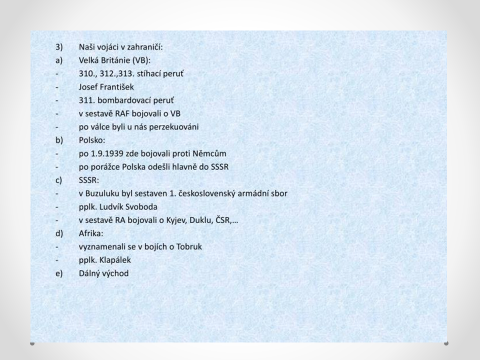 3) Naši vojáci v zahraničí:
a) Velká Británie (VB):
- 310., 312.,313. stíhací peruť
- Josef František
- 311. bombardovací peruť
- v sestavě RAF bojovali o VB
- po válce byli u nás perzekuováni
b) Polsko:
- po 1.9.1939 zde bojovali proti Němcům
- po porážce Polska odešli hlavně do SSSR
c) SSSR:
- v Buzuluku byl sestaven 1. československý armádní sbor
- pplk. Ludvík Svoboda
- v sestavě RA bojovali o Kyjev, Duklu, ČSR,...
d) Afrika:
- vyznamenali se v bojích o Tobruk
- pplk. Klapálek
e) Dálný východ